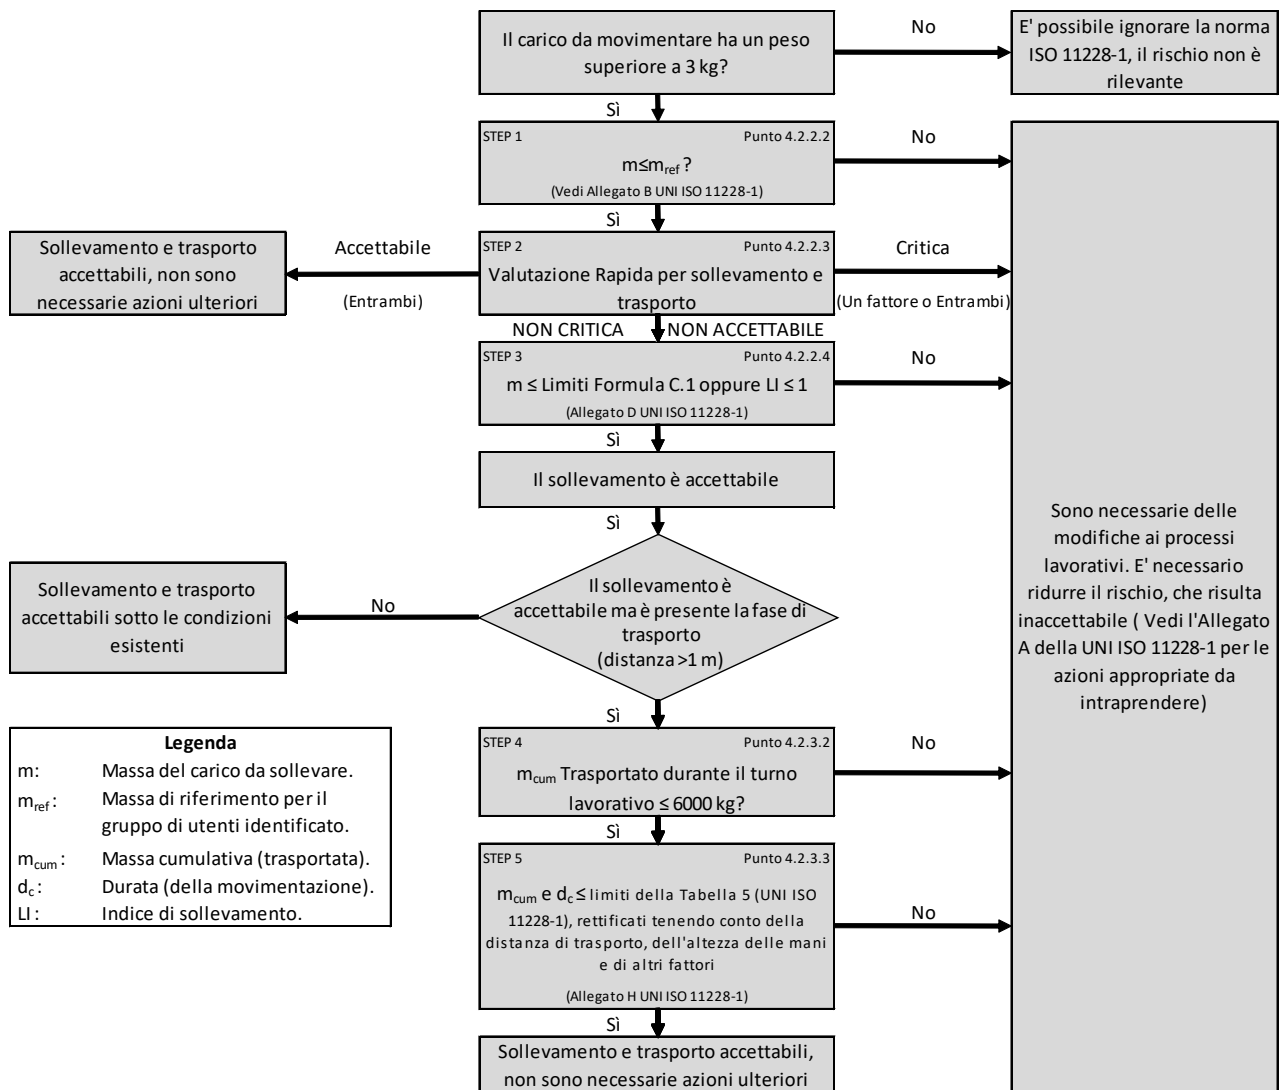 Il carico da movimentare ha un peso
superiore a 3 kg?
No
E' possibile ignorare la norma
ISO 11228-1, il rischio non è
rilevante
Sì
STEP 1 Punto 4.2.2.2
m≤mref ?
(Vedi Allegato B UNI ISO 11228-1)
No
Sì
Sollevamento e trasporto
accettabili, non sono
necessarie azioni ulteriori
Accettabile
(Entrambi)
STEP 2 Punto 4.2.2.3
Valutazione Rapida per sollevamento e
trasporto
Critica
(Un fattore o Entrambi)
NON CRITICA NON ACCETTABILE
STEP 3 Punto 4.2.2.4
m ≤ Limiti Formula C.1 oppure LI ≤ 1
(Allegato D UNI ISO 11228-1)
No
Sì
Il sollevamento è accettabile
Sì
Il sollevamento è
accettabile ma è presente la fase di
trasporto
(distanza >1 m)
No
Sollevamento e trasporto
accettabili sotto le condizioni
esistenti
Sono necessarie delle
modifiche ai processi
lavorativi. E' necessario
ridurre il rischio, che risulta
inaccettabile ( Vedi l'Allegato
A della UNI ISO 11228-1 per le
azioni appropriate da
intraprendere)
Sì
STEP 4 Punto 4.2.3.2
mcum Trasportato durante il turno
lavorativo ≤ 6000 kg?
No
Sì
STEP 5 Punto 4.2.3.3
mcum e dc ≤ limiti della Tabella 5 (UNI ISO
11228-1), rettificati tenendo conto della
distanza di trasporto, dell'altezza delle mani
e di altri fattori
(Allegato H UNI ISO 11228-1)
No
Sì
Sollevamento e trasporto accettabili,
non sono necessarie azioni ulteriori
Legenda
m: Massa del carico da sollevare.
mref : Massa di riferimento per il
gruppo di utenti identificato.
mcum : Massa cumulativa (trasportata).
dc : Durata (della movimentazione).
LI : Indice di sollevamento.